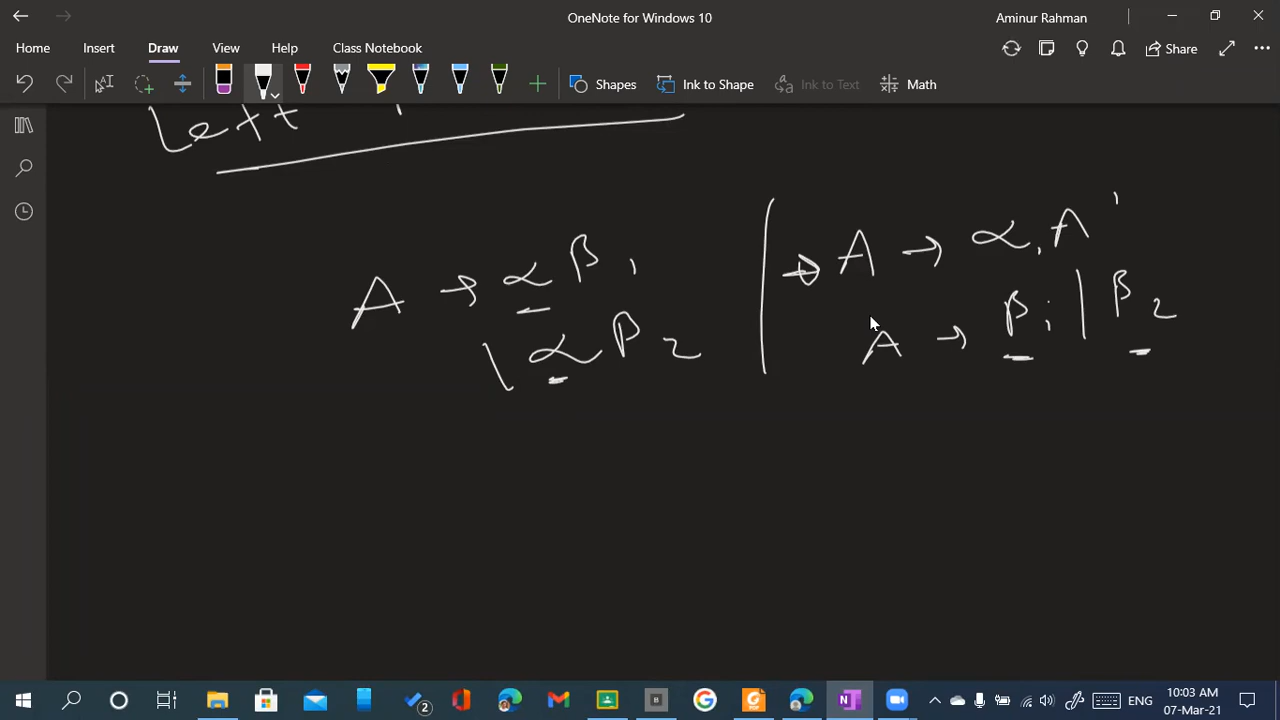 OneNote for Windows 10
Aminur Rahman
Home Insert Draw View Help Class Notebook
Share
Shapes Ink to Shape Ink to Text Math
Left
A → αβ₁
| αβ₂
→ A → α, A'
A → β₁ | β₂
2
ENG
10:03 AM
07-Mar-21